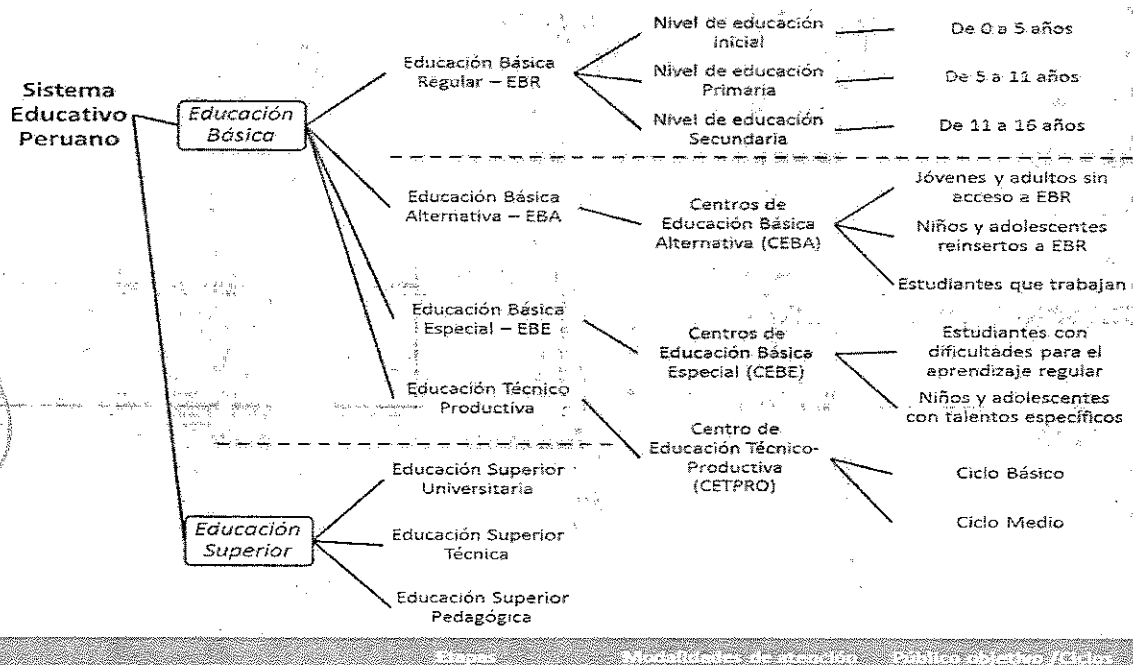 Sistema
Educativo
Peruano
Educación
Básica
Educación Básica
Regular – EBR
Nivel de educación
inicial
De 0 a 5 años
Nivel de educación
Primaria
De 5 a 11 años
Nivel de educación
Secundaria
De 11 a 16 años
Educación Básica
Alternativa – EBA
Centros de
Educación Básica
Alternativa (CEBA)
Jóvenes y adultos sin
acceso a EBR
Niños y adolescentes
reinsertos a EBR
Estudiantes que trabajan
Educación Básica
Especial – EBE
Centros de
Educación Básica
Especial (CEBE)
Estudiantes con
dificultades para el
aprendizaje regular
Niños y adolescentes
con talentos específicos
Educación Técnico
Productiva
Centro de
Educación Técnico-
Productiva
(CETPRO)
Ciclo Básico
Ciclo Medio
Educación
Superior
Educación Superior
Universitaria
Educación Superior
Técnica
Educación Superior
Pedagógica
Etapas
Modalidades de atención
Público objetivo /Ciclos